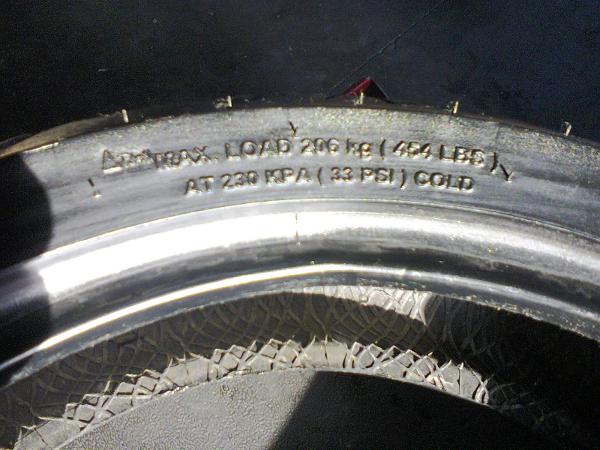 MAX. LOAD 206 kg ( 454 LBS )
AT 230 KPA ( 33 PSI ) COLD